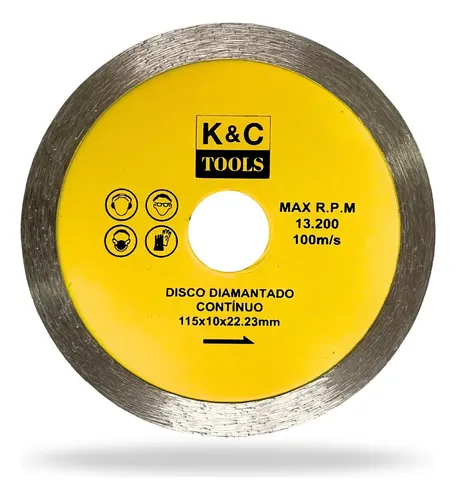 K&C
TOOLS
MAX R.P.M
13.200
100m/s
DISCO DIAMANTADO
CONTÍNUO
115x10x22.23mm